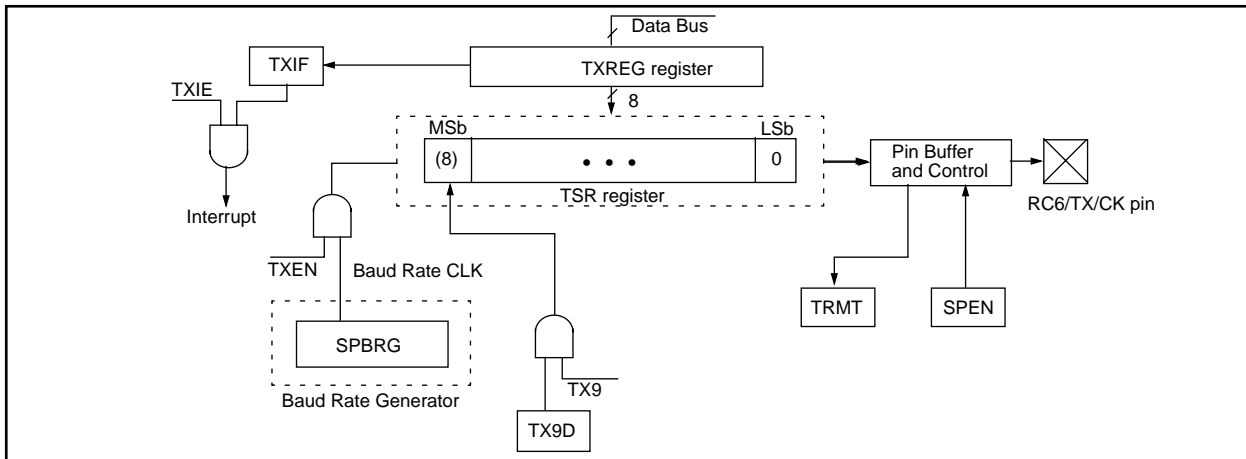 Data Bus
TXIF
TXREG register
TXIE
8
MSb
LSb
(8)
• • •
0
Pin Buffer
and Control
TSR register
Interrupt
RC6/TX/CK pin
TXEN
Baud Rate CLK
TRMT
SPEN
SPBRG
TX9
Baud Rate Generator
TX9D